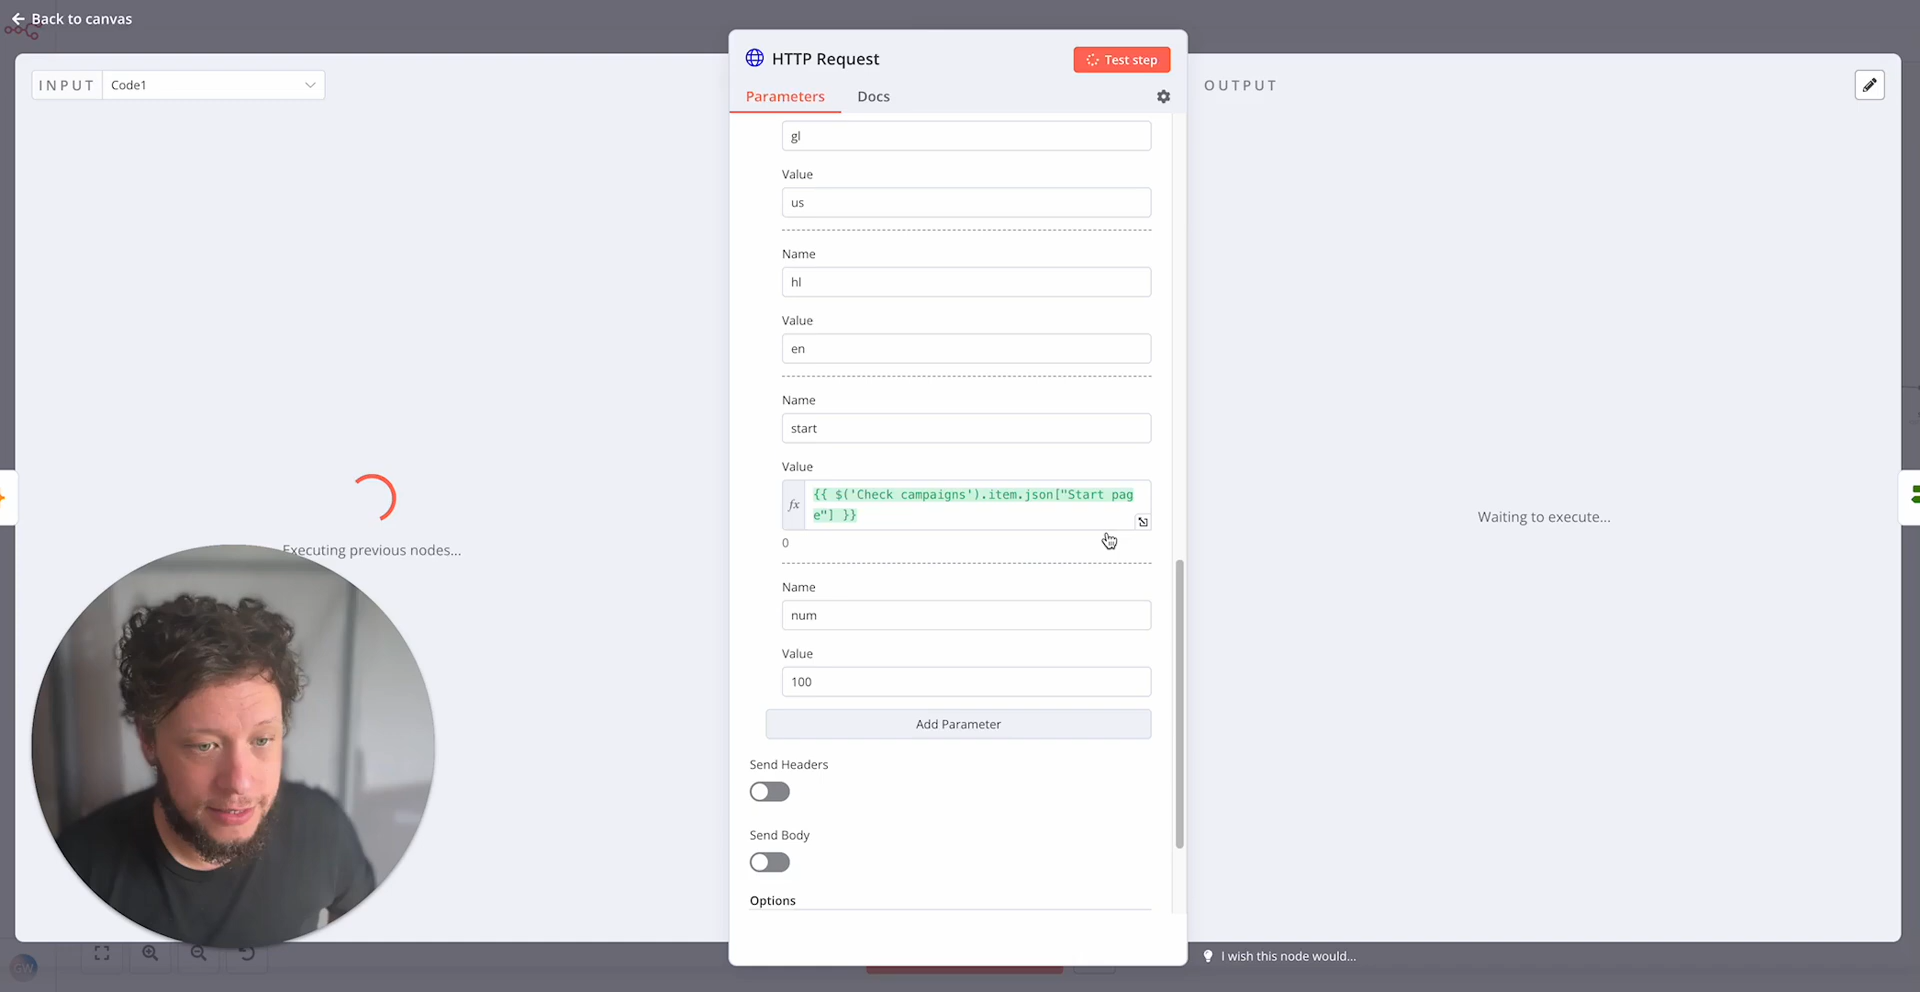 Back to canvas
INPUT
Code1
HTTP Request
Test step
Parameters
Docs
OUTPUT
gl
Value
us
Name
hl
Value
en
Name
start
Value
fx
{{ $('Check campaigns').item.json["Start pag
e"] }}
0
Executing previous nodes...
Waiting to execute...
Name
num
Value
100
Add Parameter
Send Headers
Send Body
Options
I wish this node would...
GW